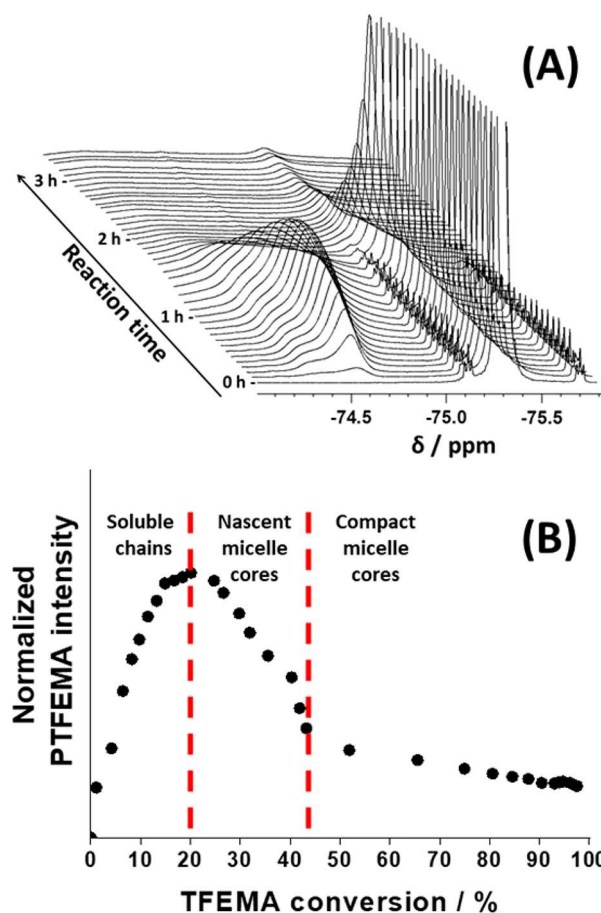 (A)
3 h -
2 h -
1 h -
0 h -
Reaction time
-74.5
-75.0
-75.5
δ / ppm
(B)
Soluble
chains
Nascent
micelle
cores
Compact
micelle
cores
Normalized
PTFEMA intensity
0
10
20
30
40
50
60
70
80
90
100
TFEMA conversion / %